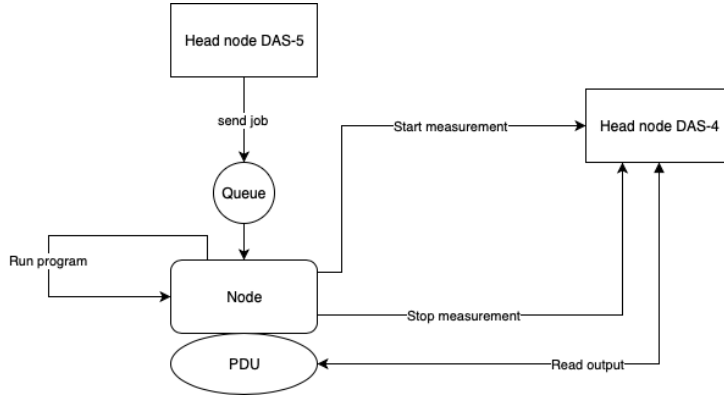 Head node DAS-5
send job
Start measurement
Head node DAS-4
Queue
Run program
Node
Stop measurement
PDU
Read output